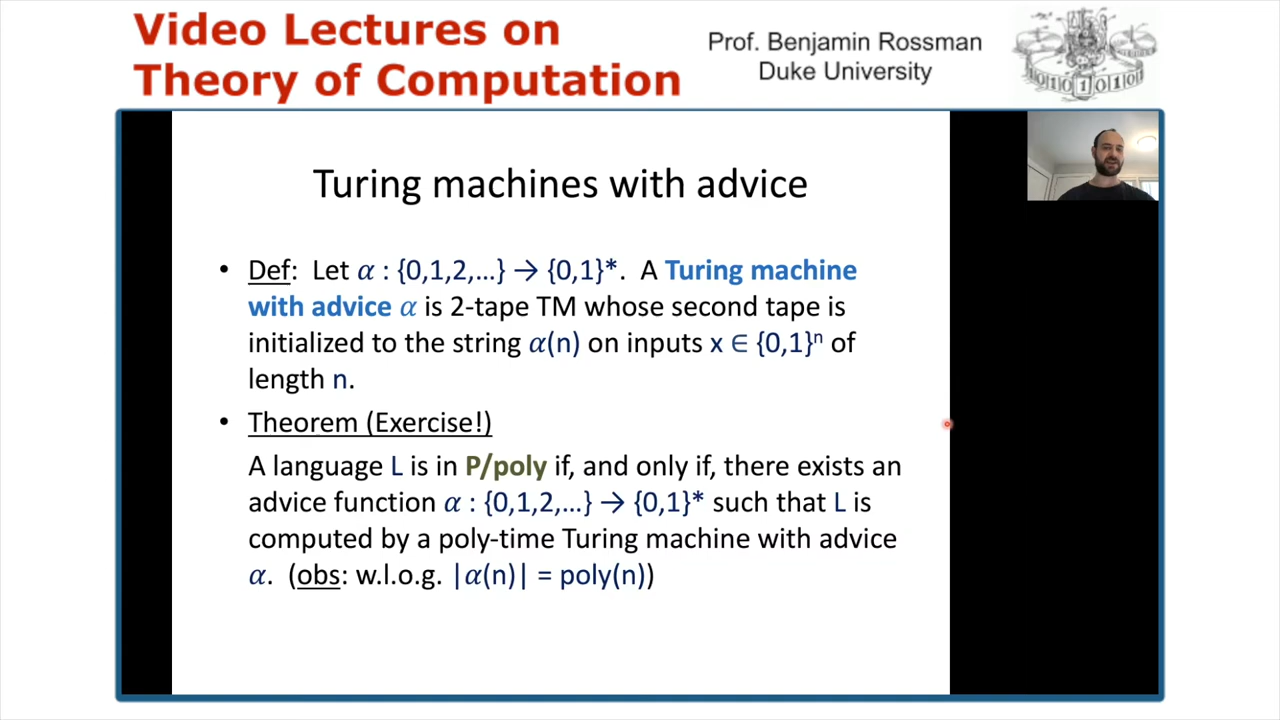 Video Lectures on
Theory of Computation
Prof. Benjamin Rossman
Duke University
Turing machines with advice
• Def: Let α : {0,1,2,…} → {0,1}*. A Turing machine
with advice α is 2-tape TM whose second tape is
initialized to the string α(n) on inputs x ∈ {0,1}ⁿ of
length n.
• Theorem (Exercise!)
A language L is in P/poly if, and only if, there exists an
advice function α : {0,1,2,…} → {0,1}* such that L is
computed by a poly-time Turing machine with advice
α. (obs: w.l.o.g. |α(n)| = poly(n))